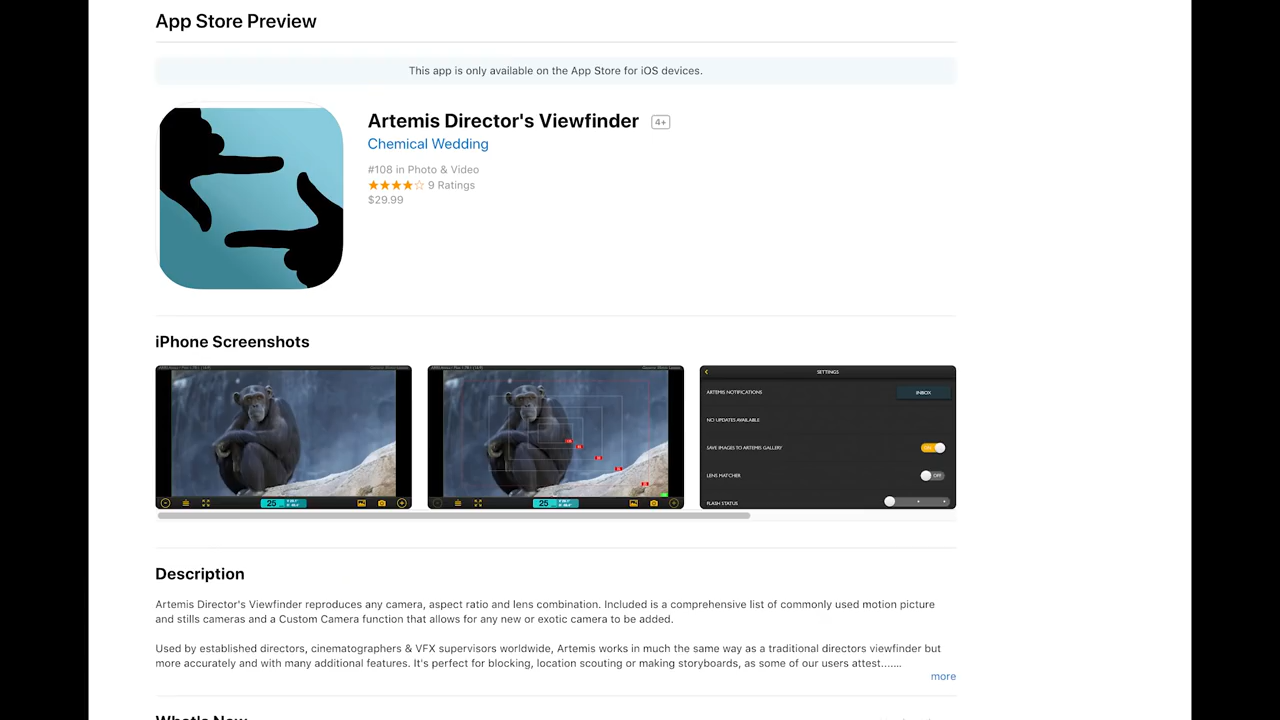 App Store Preview
This app is only available on the App Store for iOS devices.
Artemis Director's Viewfinder 4+
Chemical Wedding
#108 in Photo & Video
9 Ratings
$29.99
iPhone Screenshots
25
25
SETTINGS
ARTEMIS NOTIFICATIONS INBOX
NO UPDATES AVAILABLE
SAVE IMAGES TO ARTEMIS GALLERY
LENS MATCHER OFF
FLASH STATUS
Description
Artemis Director's Viewfinder reproduces any camera, aspect ratio and lens combination. Included is a comprehensive list of commonly used motion picture
and stills cameras and a Custom Camera function that allows for any new or exotic camera to be added.
Used by established directors, cinematographers & VFX supervisors worldwide, Artemis works in much the same way as a traditional directors viewfinder but
more accurately and with many additional features. It's perfect for blocking, location scouting or making storyboards, as some of our users attest.......
more
What's New